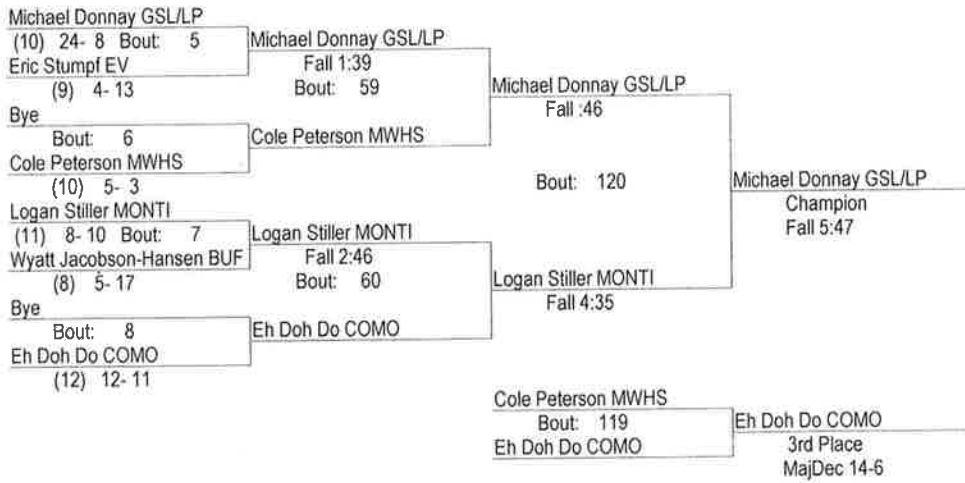 Michael Donnay GSL/LP
(10) 24- 8 Bout: 5
Eric Stumpf EV
(9) 4- 13
Bye
Bout: 6
Cole Peterson MWHS
(10) 5- 3
Logan Stiller MONTI
(11) 8- 10 Bout: 7
Wyatt Jacobson-Hansen BUF
(8) 5- 17
Bye
Bout: 8
Eh Doh Do COMO
(12) 12- 11
Michael Donnay GSL/LP
Fall 1:39
Bout: 59
Cole Peterson MWHS
Logan Stiller MONTI
Fall 2:46
Bout: 60
Eh Doh Do COMO
Michael Donnay GSL/LP
Fall :46
Bout: 120
Logan Stiller MONTI
Fall 4:35
Michael Donnay GSL/LP
Champion
Fall 5:47
Cole Peterson MWHS
Bout: 119
Eh Doh Do COMO
Eh Doh Do COMO
3rd Place
MajDec 14-6